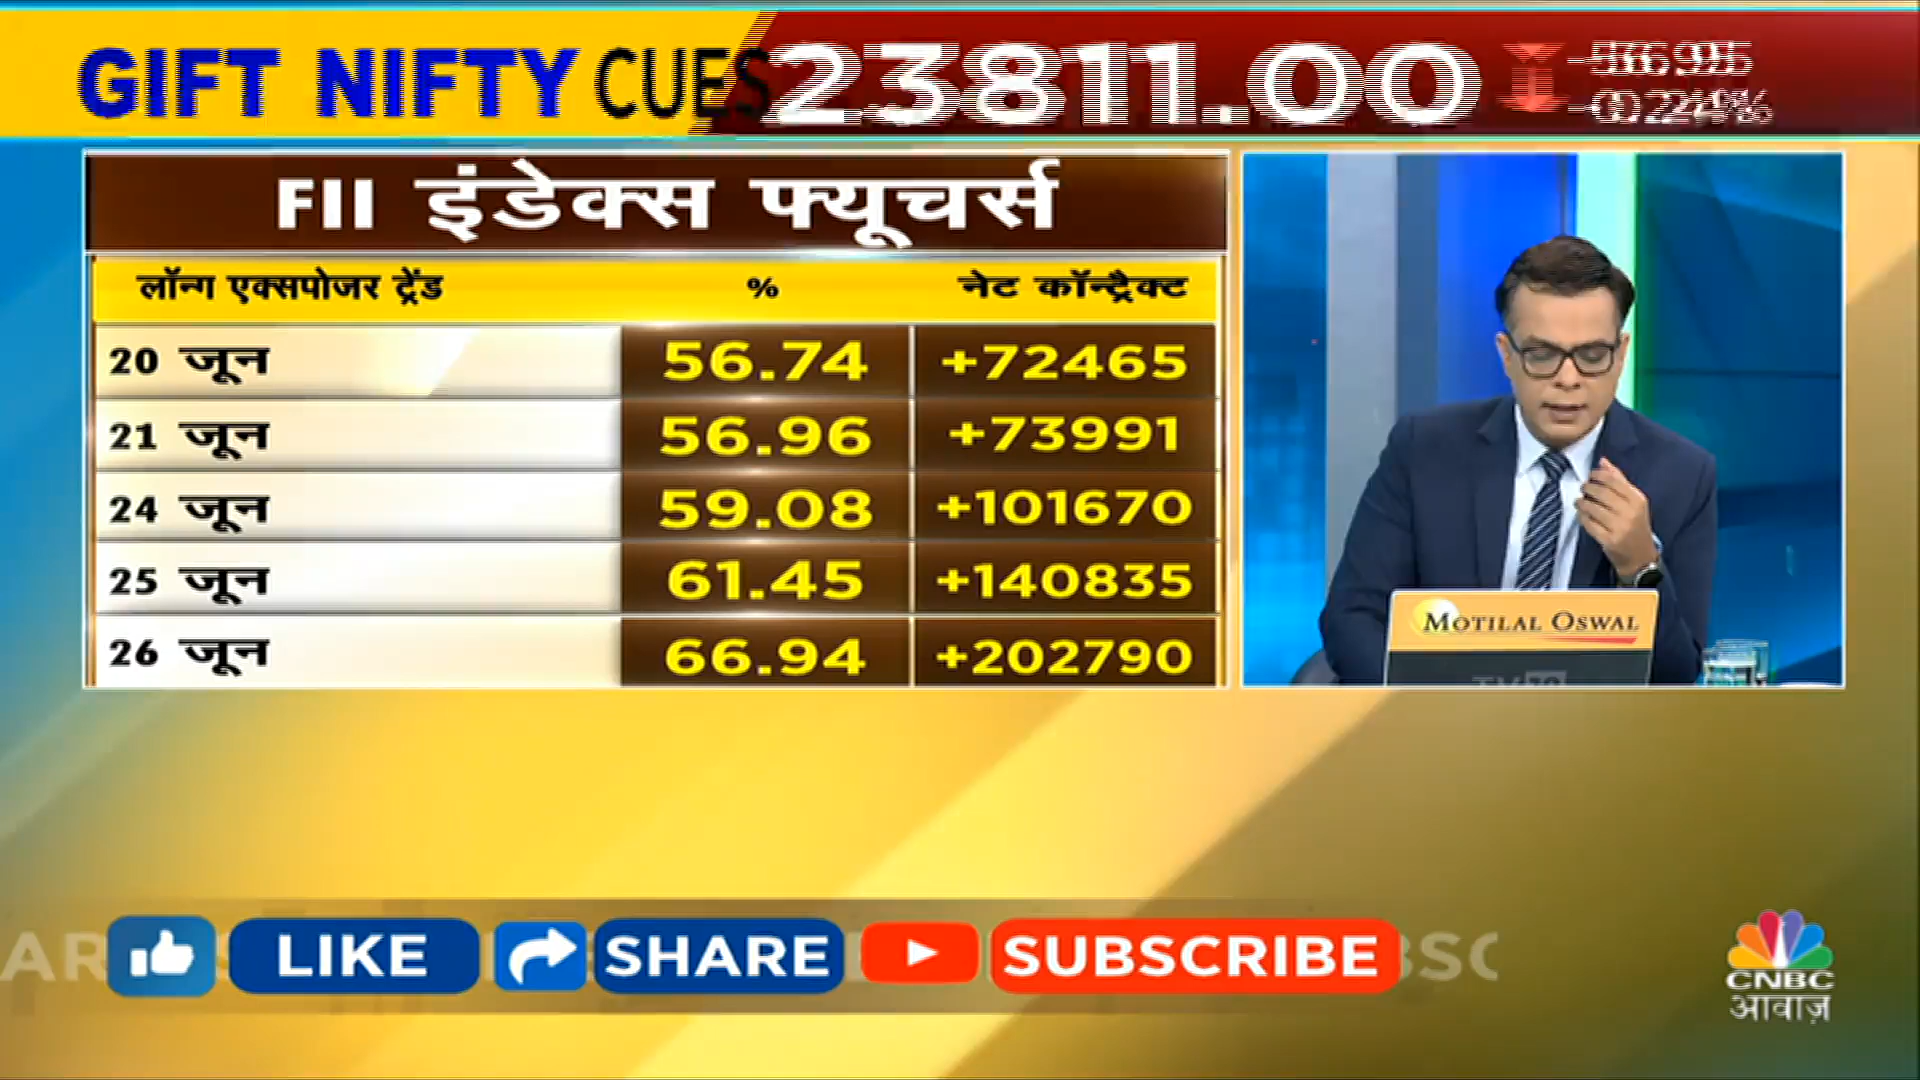 GIFT NIFTY CUES 23811.00
FII इंडेक्स फ्यूचर्स
लॉन्ग एक्सपोजर ट्रेंड % नेट कॉन्ट्रैक्ट
20 जून 56.74 +72465
21 जून 56.96 +73991
24 जून 59.08 +101670
25 जून 61.45 +140835
26 जून 66.94 +202790
MOTILAL OSWAL
LIKE SHARE SUBSCRIBE
CNBC
आवाज़